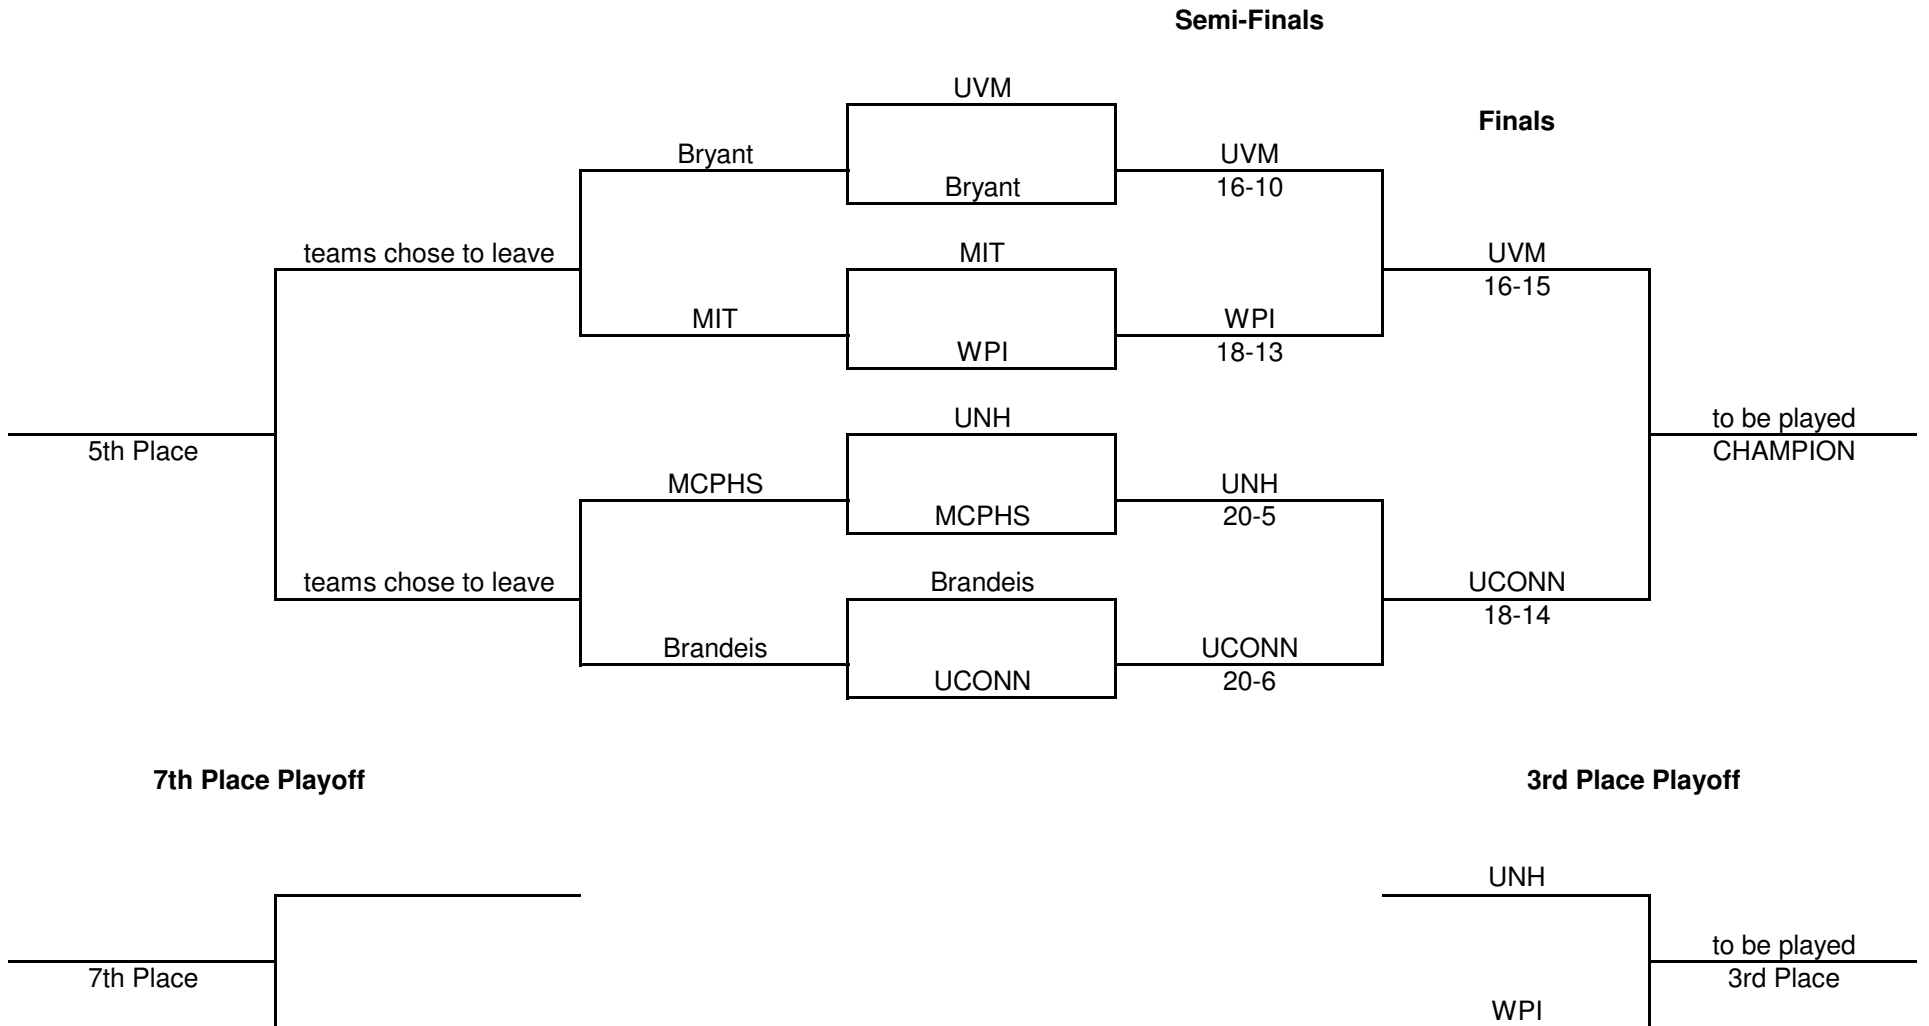 Semi-Finals
UVM
Finals
Bryant
UVM
Bryant
16-10
teams chose to leave
MIT
UVM
16-15
MIT
WPI
WPI
18-13
UNH
to be played
5th Place
CHAMPION
MCPHS
UNH
MCPHS
20-5
teams chose to leave
Brandeis
UCONN
18-14
Brandeis
UCONN
UCONN
20-6
7th Place Playoff
3rd Place Playoff
UNH
to be played
7th Place
3rd Place
WPI